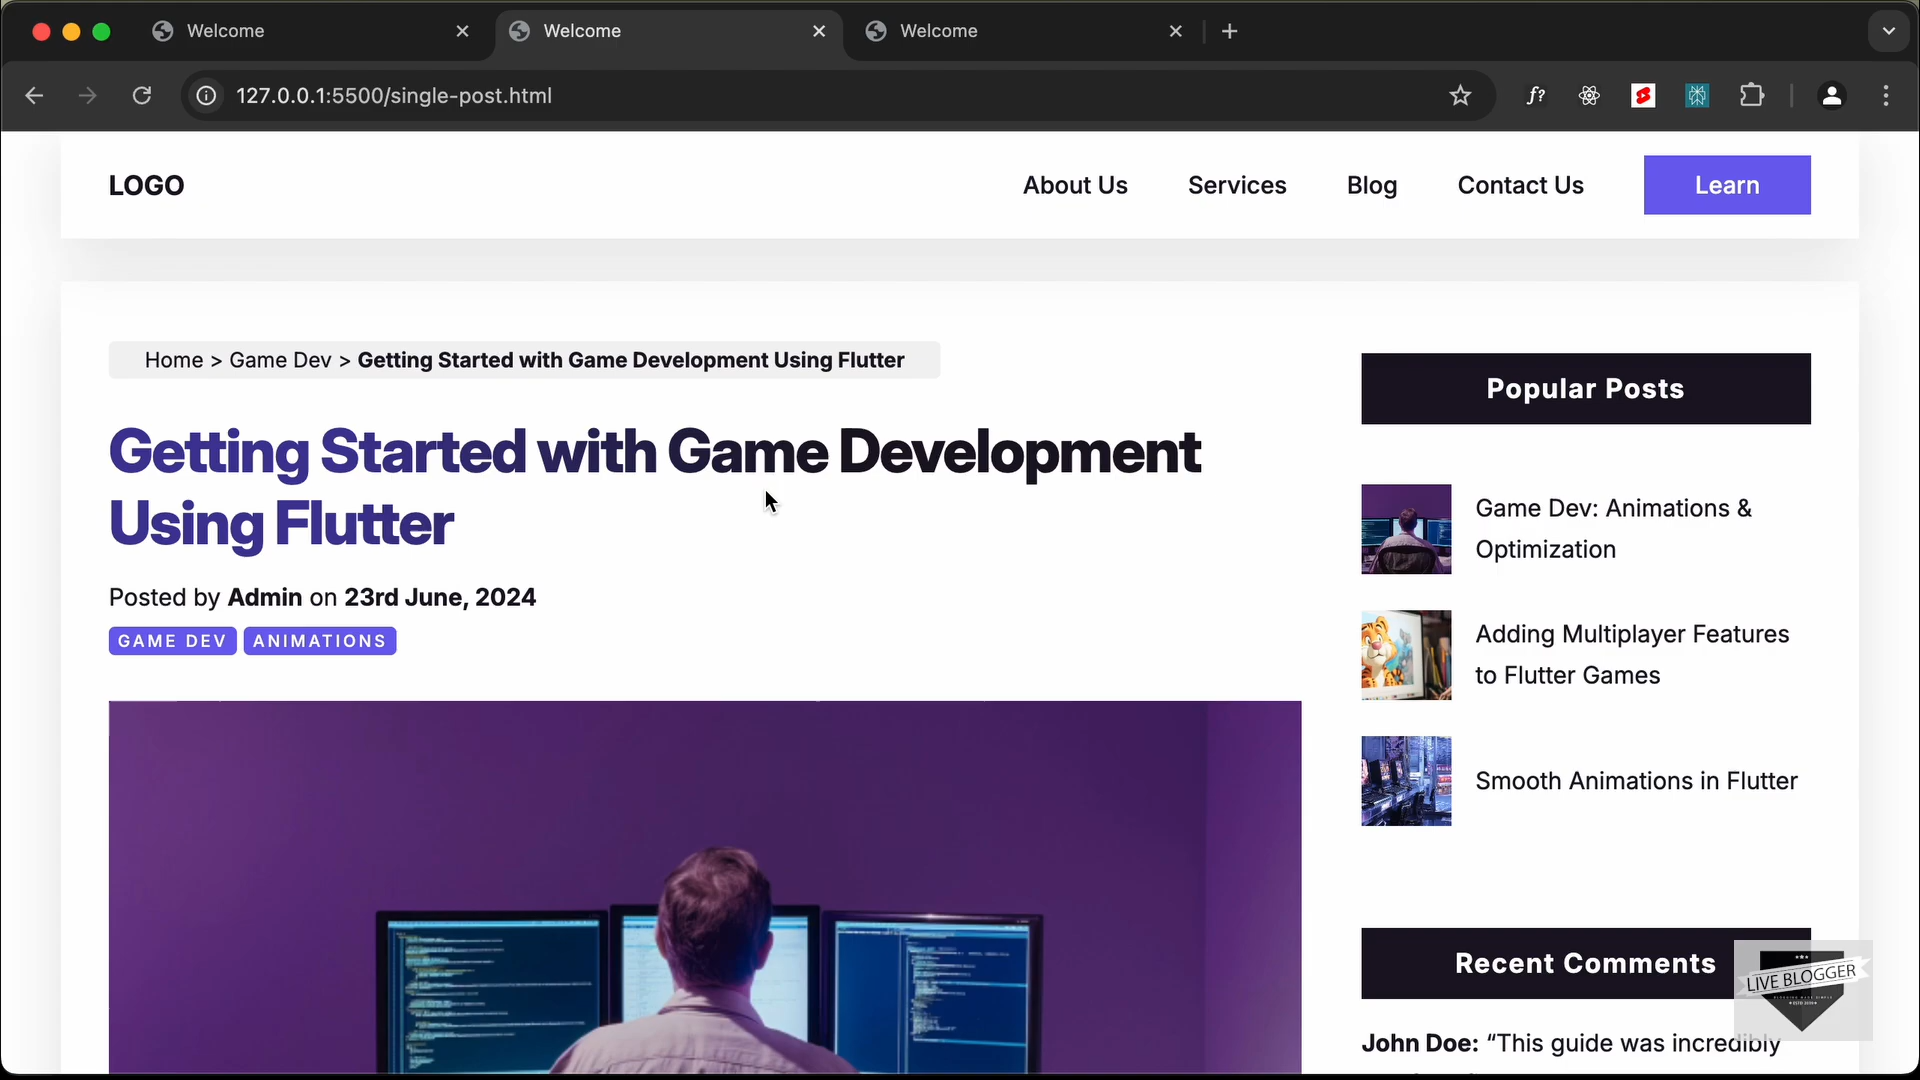 Welcome
Welcome
Welcome
127.0.0.1:5500/single-post.html
f?
LOGO
About Us
Services
Blog
Contact Us
Learn
Home > Game Dev > Getting Started with Game Development Using Flutter
Getting Started with Game Development
Using Flutter
Posted by Admin on 23rd June, 2024
GAME DEV
ANIMATIONS
Popular Posts
Game Dev: Animations &
Optimization
Adding Multiplayer Features
to Flutter Games
Smooth Animations in Flutter
Recent Comments
John Doe: “This guide was incredibly
LIVE BLOGGER